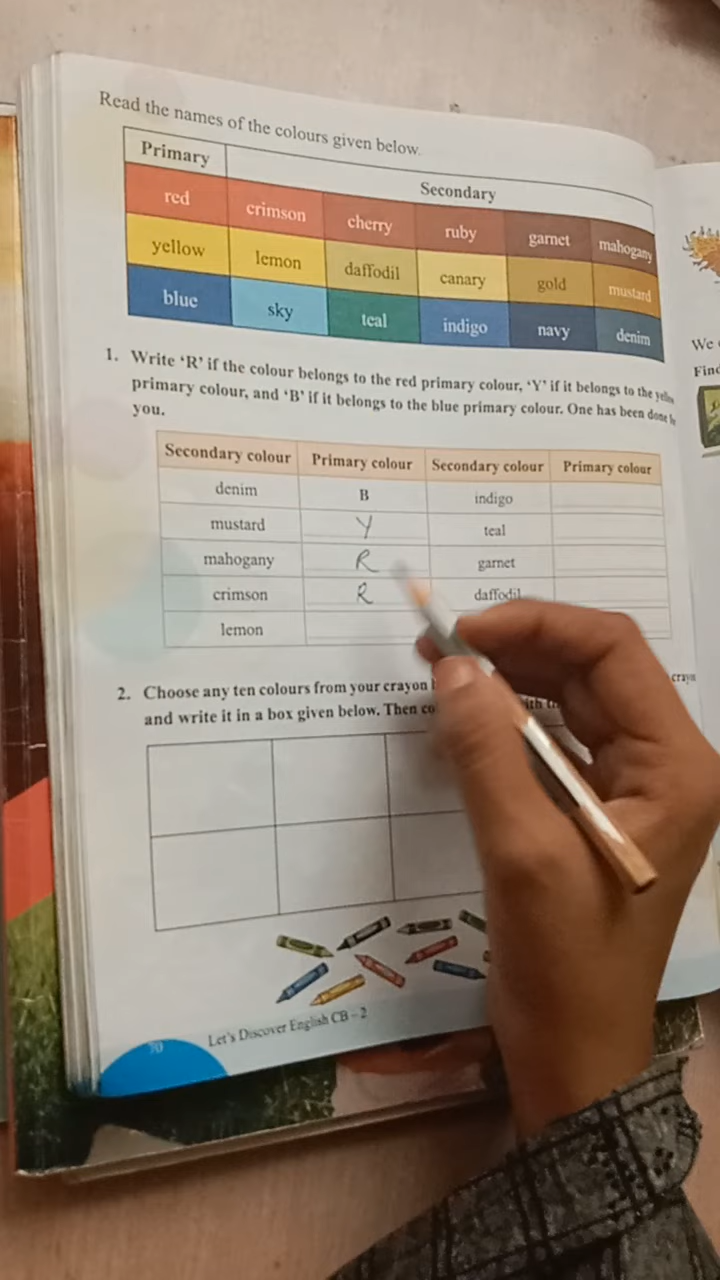 Read the names of the colours given below.
Primary Secondary
red crimson cherry ruby garnet mahogany
yellow lemon daffodil canary gold mustard
blue sky teal indigo navy denim
1. Write ‘R’ if the colour belongs to the red primary colour, ‘Y’ if it belongs to the yellow
primary colour, and ‘B’ if it belongs to the blue primary colour. One has been done
you.
Secondary colour Primary colour Secondary colour Primary colour
denim B indigo
mustard Y teal
mahogany R garnet
crimson R daffodil
lemon
2. Choose any ten colours from your crayon
and write it in a box given below. Then
70 Let's Discover English CB – 2
We